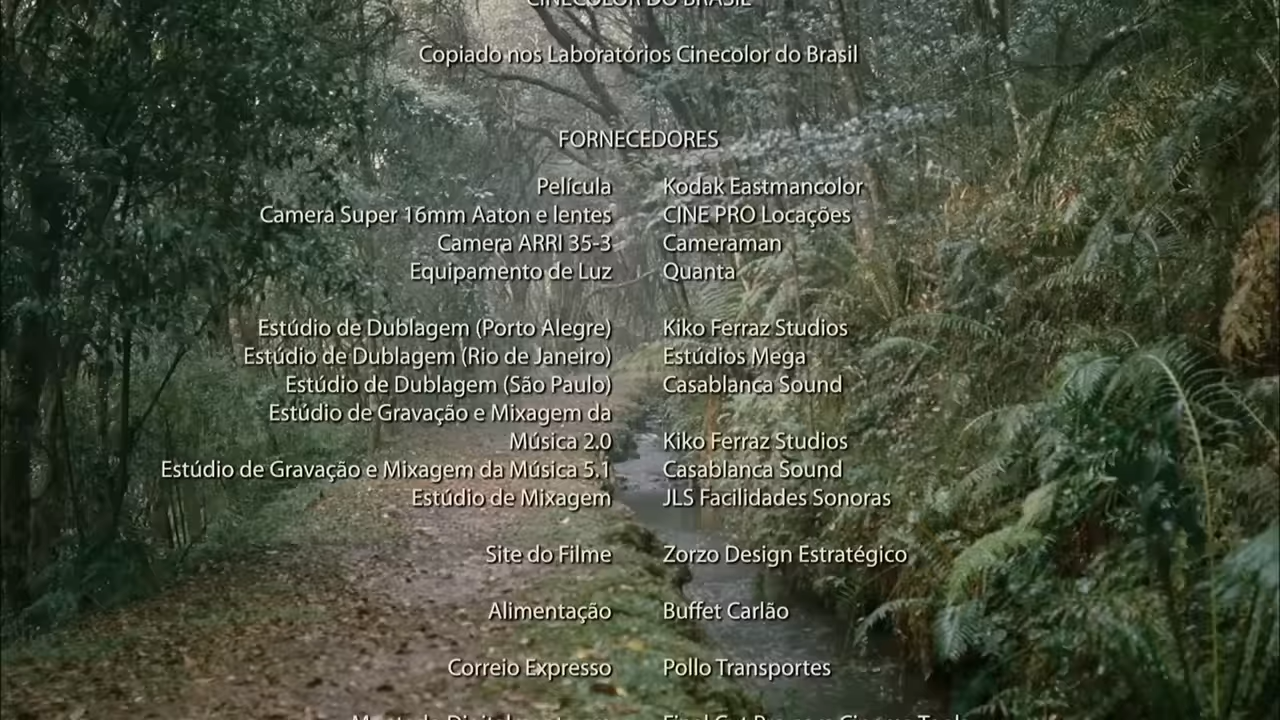 CINECOLOR DO BRASIL
Copiado nos Laboratórios Cinecolor do Brasil
FORNECEDORES
Película Kodak Eastmancolor
Camera Super 16mm Aaton e lentes CINE PRO Locações
Camera ARRI 35-3 Cameraman
Equipamento de Luz Quanta
Estúdio de Dublagem (Porto Alegre) Kiko Ferraz Studios
Estúdio de Dublagem (Rio de Janeiro) Estúdios Mega
Estúdio de Dublagem (São Paulo) Casablanca Sound
Estúdio de Gravação e Mixagem da
Música 2.0 Kiko Ferraz Studios
Estúdio de Gravação e Mixagem da Música 5.1 Casablanca Sound
Estúdio de Mixagem JLS Facilidades Sonoras
Site do Filme Zorzo Design Estratégico
Alimentação Buffet Carlão
Correio Expresso Pollo Transportes